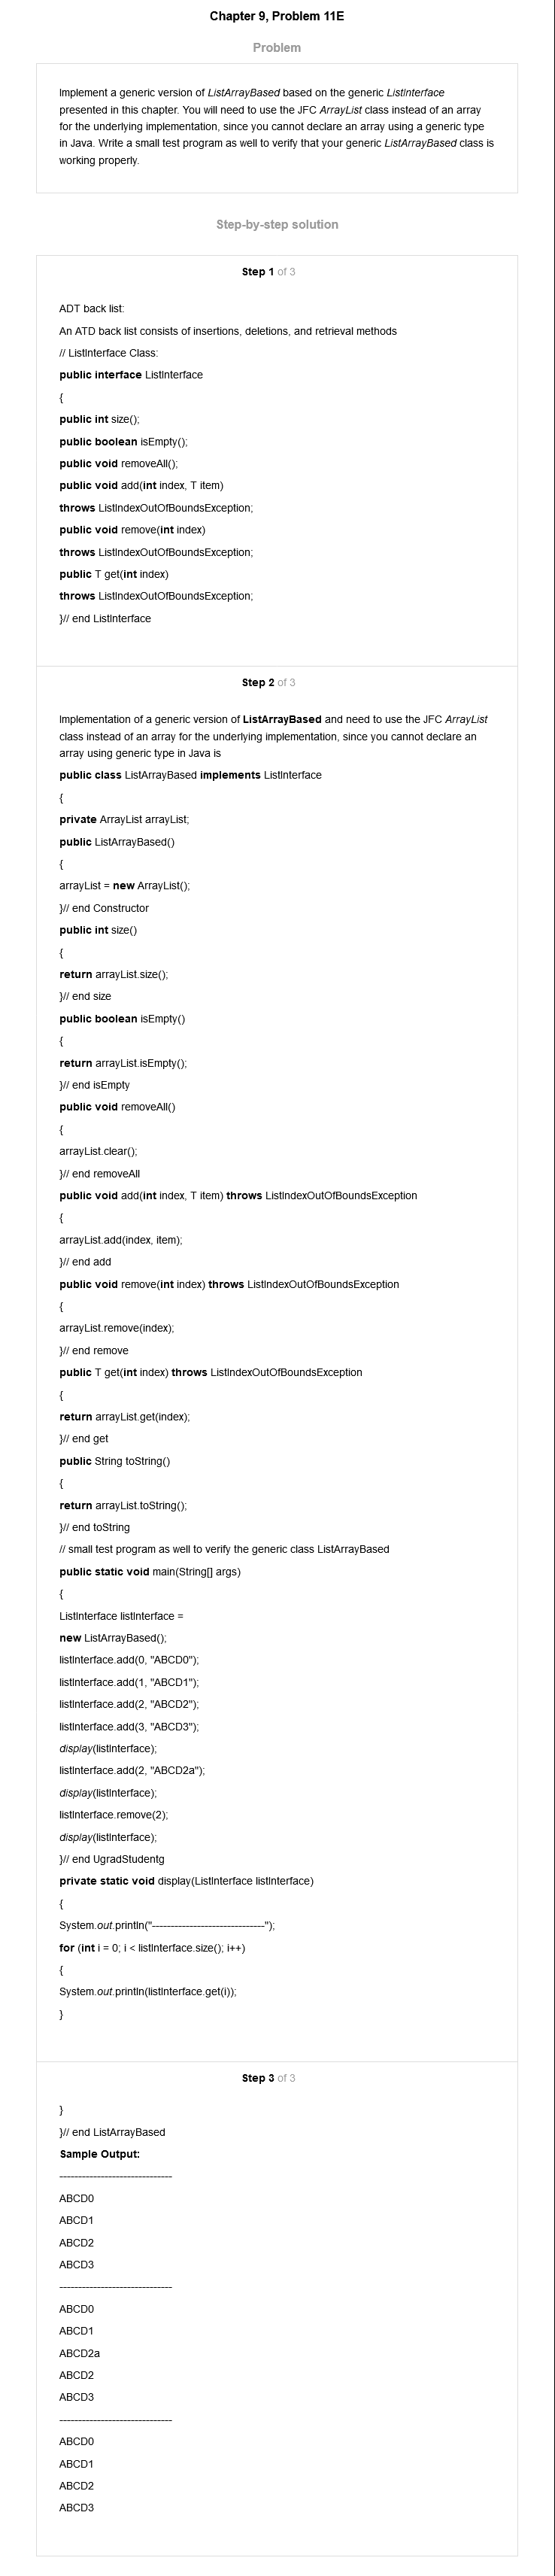 Chapter 9, Problem 11E
Problem
Implement a generic version of ListArrayBased based on the generic ListInterface
presented in this chapter. You will need to use the JFC ArrayList class instead of an array
for the underlying implementation, since you cannot declare an array using a generic type
in Java. Write a small test program as well to verify that your generic ListArrayBased class is
working properly.
Step-by-step solution
Step 1 of 3
ADT back list:
An ATD back list consists of insertions, deletions, and retrieval methods
// ListInterface Class:
public interface ListInterface
{
public int size();
public boolean isEmpty();
public void removeAll();
public void add(int index, T item)
throws ListIndexOutOfBoundsException;
public void remove(int index)
throws ListIndexOutOfBoundsException;
public T get(int index)
throws ListIndexOutOfBoundsException;
}// end ListInterface
Step 2 of 3
Implementation of a generic version of ListArrayBased and need to use the JFC ArrayList
class instead of an array for the underlying implementation, since you cannot declare an
array using generic type in Java is
public class ListArrayBased implements ListInterface
{
private ArrayList arrayList;
public ListArrayBased()
{
arrayList = new ArrayList();
}// end Constructor
public int size()
{
return arrayList.size();
}// end size
public boolean isEmpty()
{
return arrayList.isEmpty();
}// end isEmpty
public void removeAll()
{
arrayList.clear();
}// end removeAll
public void add(int index, T item) throws ListIndexOutOfBoundsException
{
arrayList.add(index, item);
}// end add
public void remove(int index) throws ListIndexOutOfBoundsException
{
arrayList.remove(index);
}// end remove
public T get(int index) throws ListIndexOutOfBoundsException
{
return arrayList.get(index);
}// end get
public String toString()
{
return arrayList.toString();
}// end toString
// small test program as well to verify the generic class ListArrayBased
public static void main(String[] args)
{
ListInterface listInterface =
new ListArrayBased();
listInterface.add(0, "ABCD0");
listInterface.add(1, "ABCD1");
listInterface.add(2, "ABCD2");
listInterface.add(3, "ABCD3");
display(listInterface);
listInterface.add(2, "ABCD2a");
display(listInterface);
listInterface.remove(2);
display(listInterface);
}// end UgradStudentg
private static void display(ListInterface listInterface)
{
System.out.println("------------------------------");
for (int i = 0; i < listInterface.size(); i++)
{
System.out.println(listInterface.get(i));
}
Step 3 of 3
}
}// end ListArrayBased
Sample Output:
------------------------------
ABCD0
ABCD1
ABCD2
ABCD3
------------------------------
ABCD0
ABCD1
ABCD2a
ABCD2
ABCD3
------------------------------
ABCD0
ABCD1
ABCD2
ABCD3